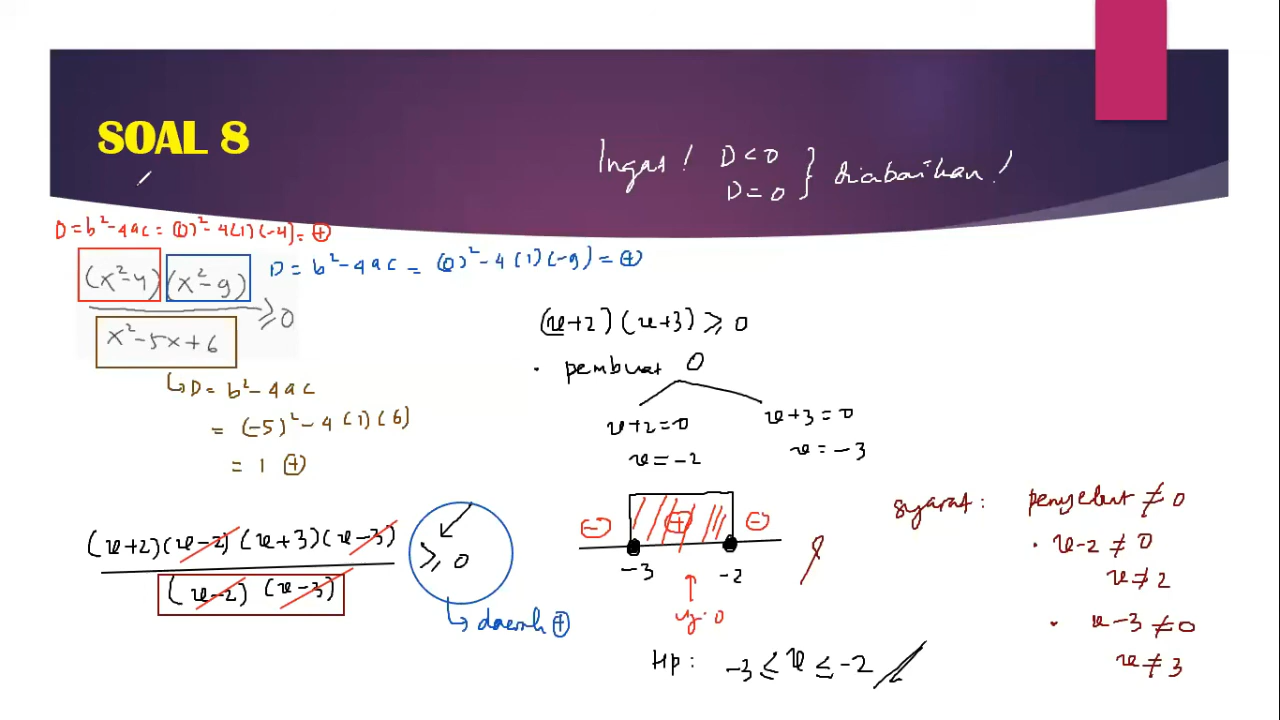 SOAL 8
Ingat! D < 0
D = 0 } diabaikan!
D = b² - 4ac = (0)² - 4(1)(-4) = ⊕
(x²-4)(x²-9)
x²-5x+6
≥ 0
D = b² - 4ac = (0)² - 4(1)(-9) = ⊕
↳ D = b² - 4ac
= (-5)² - 4(1)(6)
= 1 ⊕
(x+2)(x-2)(x+3)(x-3)
(x-2)(x-3)
≥ 0
↳ daerah ⊕
(x+2)(x+3) ≥ 0
• pembuat 0
x+2=0
x=-2
x+3=0
x=-3
⊖ ⊕ ⊖
-3 -2
HP : -3 ≤ x ≤ -2
syarat : penyebut ≠ 0
• x-2 ≠ 0
x ≠ 2
• x-3 ≠ 0
x ≠ 3